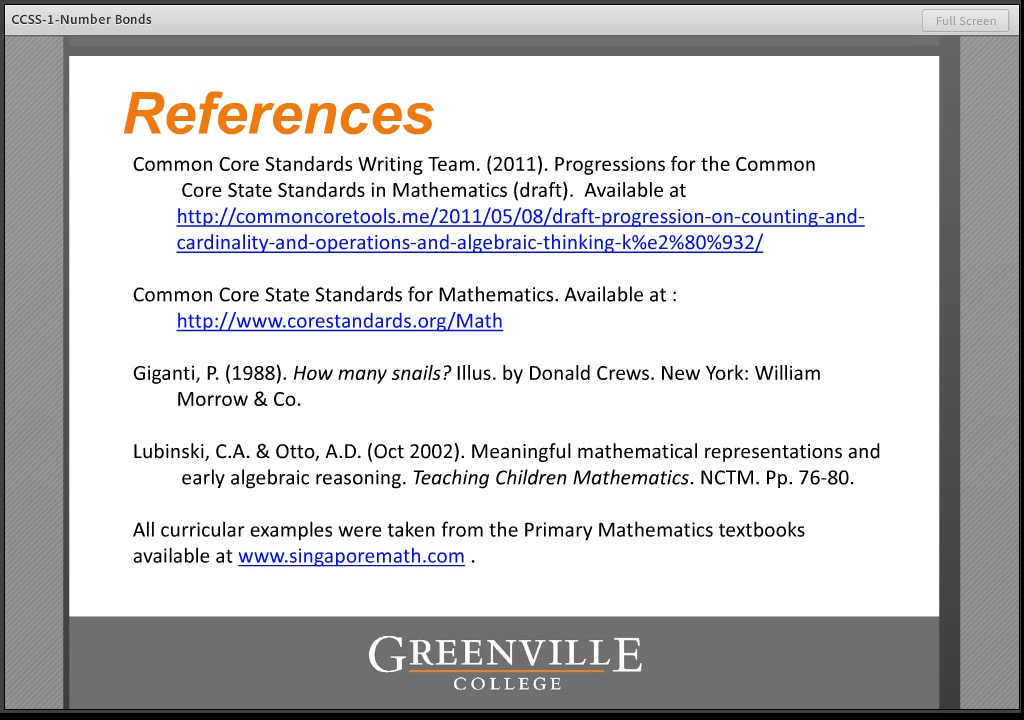 CCSS-1-Number Bonds
Full Screen
References
Common Core Standards Writing Team. (2011). Progressions for the Common
Core State Standards in Mathematics (draft).  Available at
http://commoncoretools.me/2011/05/08/draft-progression-on-counting-and-
cardinality-and-operations-and-algebraic-thinking-k%e2%80%932/
Common Core State Standards for Mathematics. Available at :
http://www.corestandards.org/Math
Giganti, P. (1988). How many snails? Illus. by Donald Crews. New York: William
Morrow & Co.
Lubinski, C.A. & Otto, A.D. (Oct 2002). Meaningful mathematical representations and
early algebraic reasoning. Teaching Children Mathematics. NCTM. Pp. 76-80.
All curricular examples were taken from the Primary Mathematics textbooks
available at www.singaporemath.com .
GREENVILLE
COLLEGE